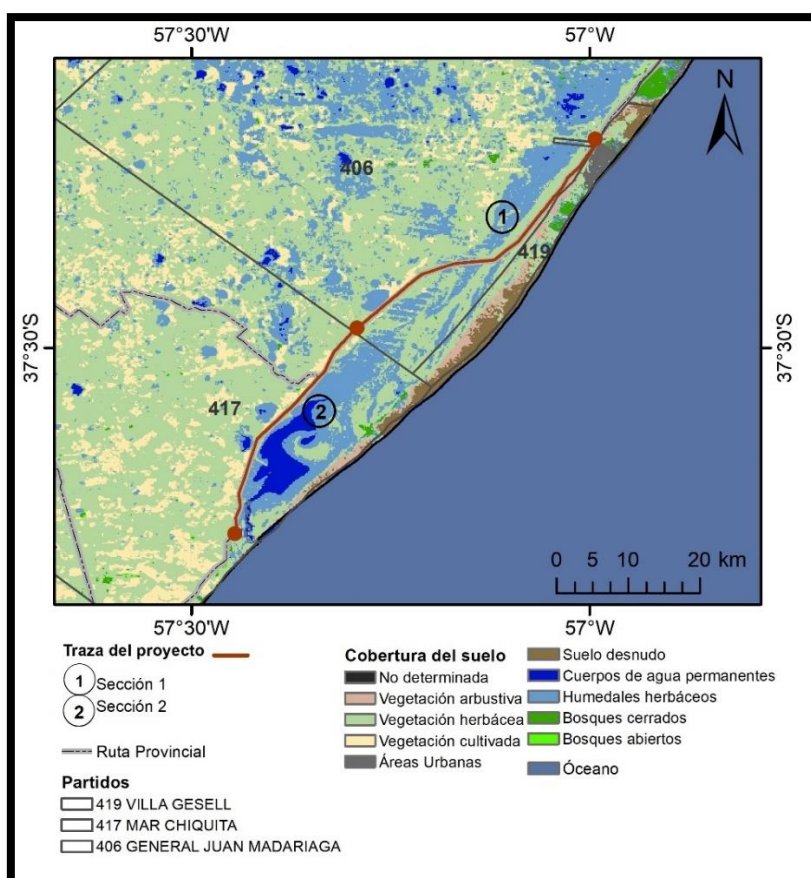 57°30'W 57°W
N
406
1
419
37°30'S 37°30'S
417
2
0 5 10 20 km
57°30'W 57°W
Traza del proyecto
1 Sección 1
2 Sección 2
Ruta Provincial
Partidos
419 VILLA GESELL
417 MAR CHIQUITA
406 GENERAL JUAN MADARIAGA
Cobertura del suelo
No determinada
Vegetación arbustiva
Vegetación herbácea
Vegetación cultivada
Áreas Urbanas
Suelo desnudo
Cuerpos de agua permanentes
Humedales herbáceos
Bosques cerrados
Bosques abiertos
Óceano